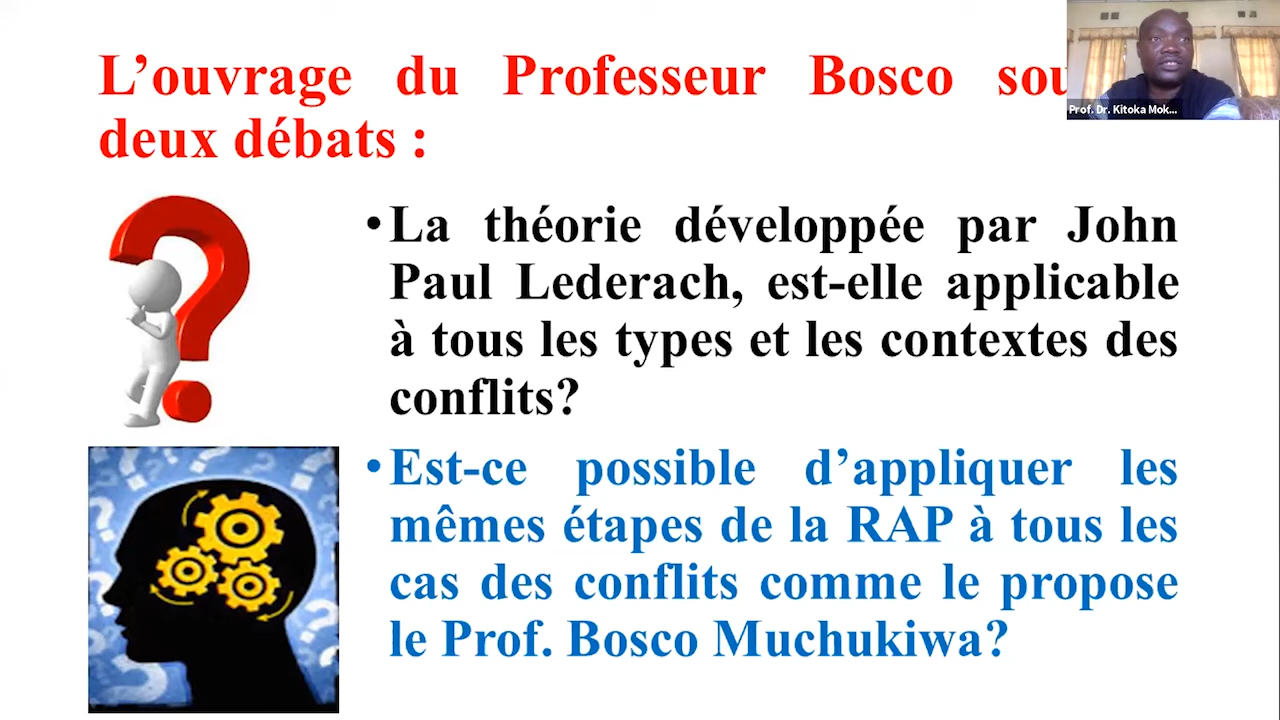 L’ouvrage du Professeur Bosco
deux débats :
Prof. Dr. Kitoka Mok...
•La théorie développée par John
Paul Lederach, est-elle applicable
à tous les types et les contextes des
conflits?
•Est-ce possible d’appliquer les
mêmes étapes de la RAP à tous les
cas des conflits comme le propose
le Prof. Bosco Muchukiwa?